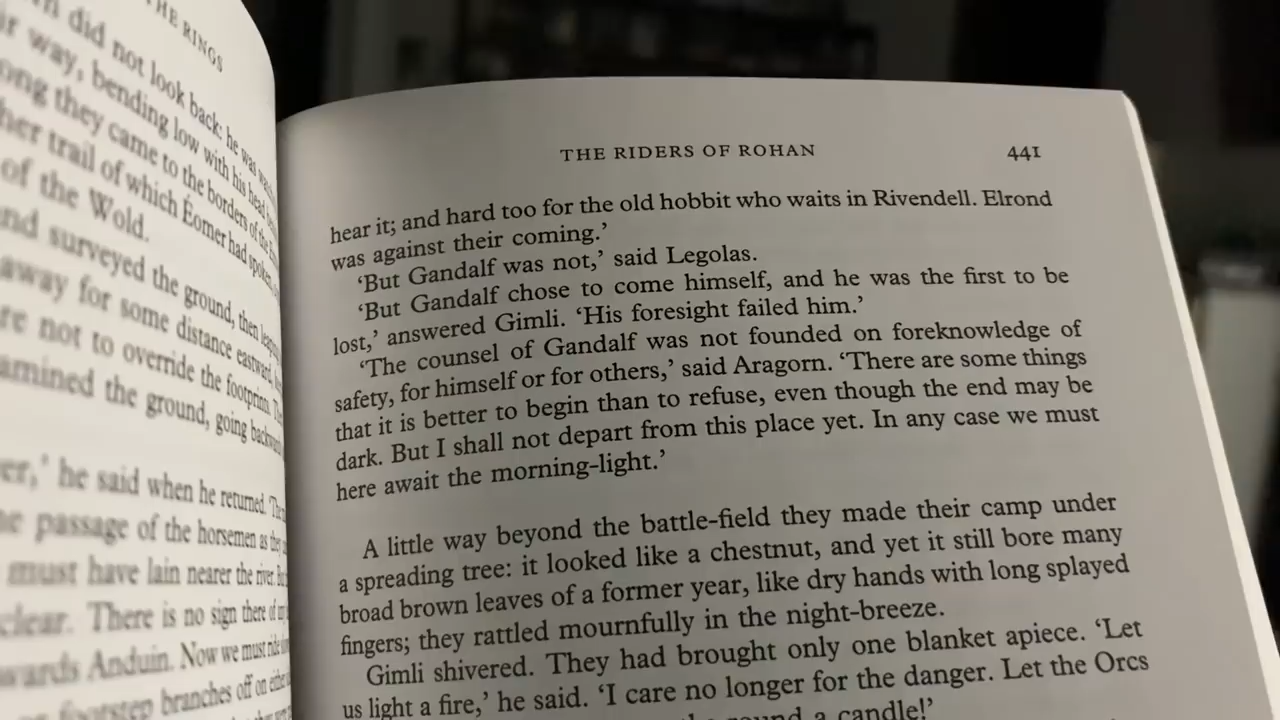 THE RINGS
did not look back: he was
way, bending low with his head
they came to the borders of the
trail of which Éomer had spoken
of the Wold.
surveyed the ground, then
away for some distance eastward.
not to override the footprints.
the ground, going
he said when he returned.
passage of the horsemen as
must have lain nearer the river.
clear. There is no sign there of
Anduin. Now we must
footstep branches off on
THE RIDERS OF ROHAN 441
hear it; and hard too for the old hobbit who waits in Rivendell. Elrond
was against their coming.’
‘But Gandalf was not,’ said Legolas.
‘But Gandalf chose to come himself, and he was the first to be
lost,’ answered Gimli. ‘His foresight failed him.’
‘The counsel of Gandalf was not founded on foreknowledge of
safety, for himself or for others,’ said Aragorn. ‘There are some things
that it is better to begin than to refuse, even though the end may be
dark. But I shall not depart from this place yet. In any case we must
here await the morning-light.’
A little way beyond the battle-field they made their camp under
a spreading tree: it looked like a chestnut, and yet it still bore many
broad brown leaves of a former year, like dry hands with long splayed
fingers; they rattled mournfully in the night-breeze.
Gimli shivered. They had brought only one blanket apiece. ‘Let
us light a fire,’ he said. ‘I care no longer for the danger. Let the Orcs
a candle!’